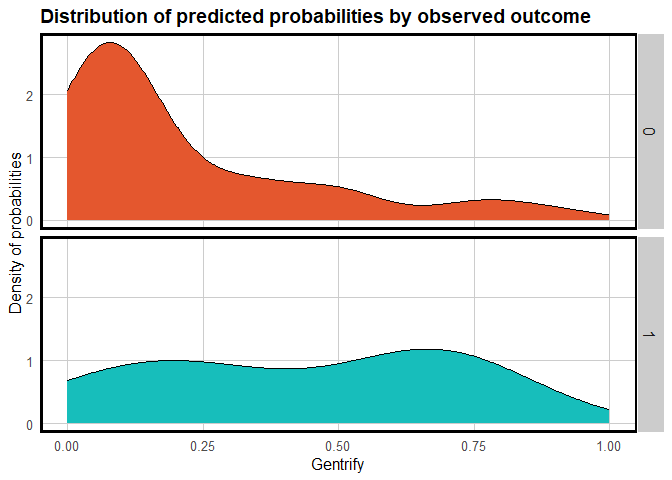 Distribution of predicted probabilities by observed outcome
Density of probabilities
2
1
0
0
2
1
0
1
0.00 0.25 0.50 0.75 1.00
Gentrify